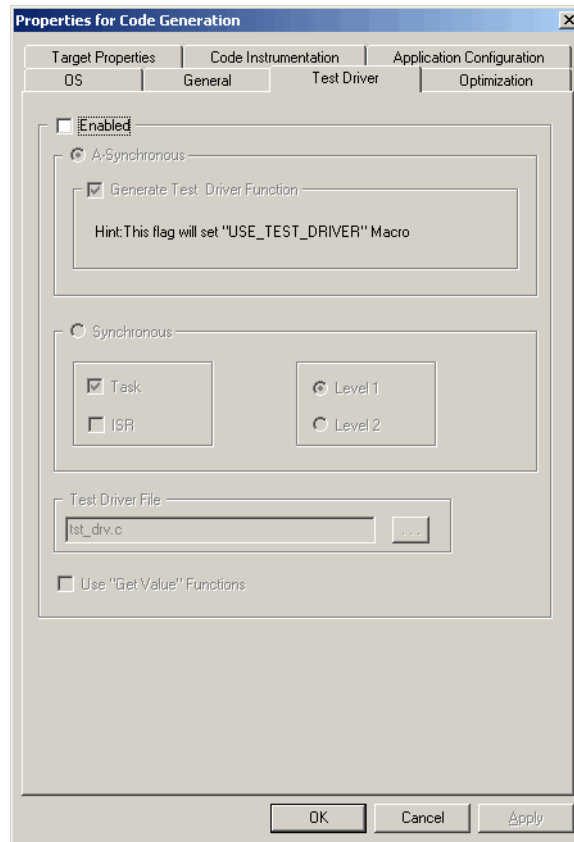 Properties for Code Generation
Target Properties
Code Instrumentation
Application Configuration
OS
General
Test Driver
Optimization
Enabled
A-Synchronous
Generate Test Driver Function
Hint:This flag will set "USE_TEST_DRIVER" Macro
Synchronous
Task
Level 1
ISR
Level 2
Test Driver File
tst_drv.c
...
Use "Get Value" Functions
OK
Cancel
Apply